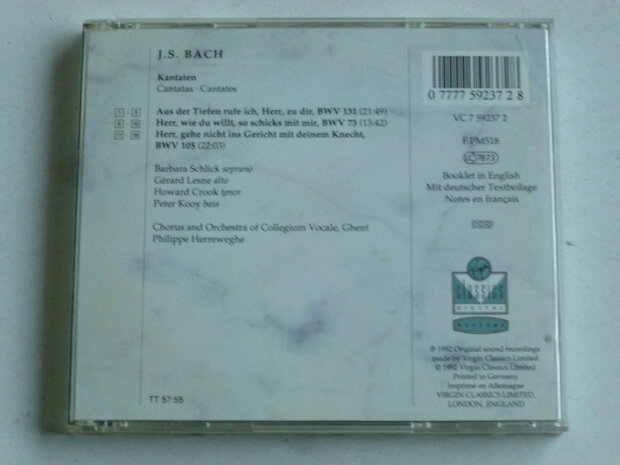 J.S. BACH
Kantaten
Cantatas · Cantates
Aus der Tiefen rufe ich, Herr, zu dir, BWV 131 (21:49)
Herr, wie du willt, so schicks mit mir, BWV 73 (13:42)
Herr, gehe nicht ins Gericht mit deinem Knecht,
BWV 105 (22:03)
Barbara Schlick soprano
Gérard Lesne alto
Howard Crook tenor
Peter Kooy bass
Chorus and Orchestra of Collegium Vocale, Ghent
Philippe Herreweghe
TT 57:55
0 7777 59237 2 8
VC 7 59237 2
F:PM518
LC 7873
Booklet in English
Mit deutscher Textbeilage
Notes en français
DDD
Virgin
CLASSICS
DIGITAL
℗ 1992 Original sound recordings
made by Virgin Classics Limited
© 1992 Virgin Classics Limited
Printed in Germany
Imprimé en Allemagne
VIRGIN CLASSICS LIMITED,
LONDON, ENGLAND